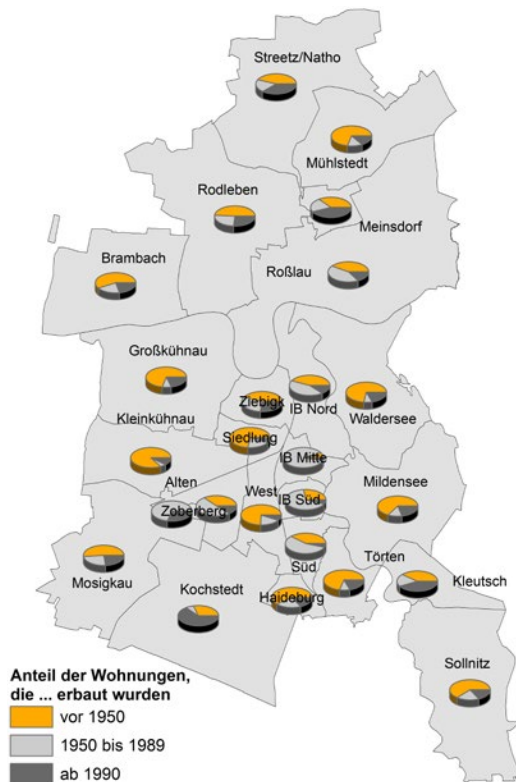 Streetz/Natho
Mühlstedt
Rodleben
Meinsdorf
Brambach
Roßlau
Großkühnau
Ziebigk
IB Nord
Waldersee
Kleinkühnau
Siedlung
IB Mitte
Alten
West
Mildensee
Zoberberg
IB Süd
Süd
Törten
Mosigkau
Kochstedt
Haideburg
Kleutsch
Sollnitz
Anteil der Wohnungen,
die ... erbaut wurden
vor 1950
1950 bis 1989
ab 1990